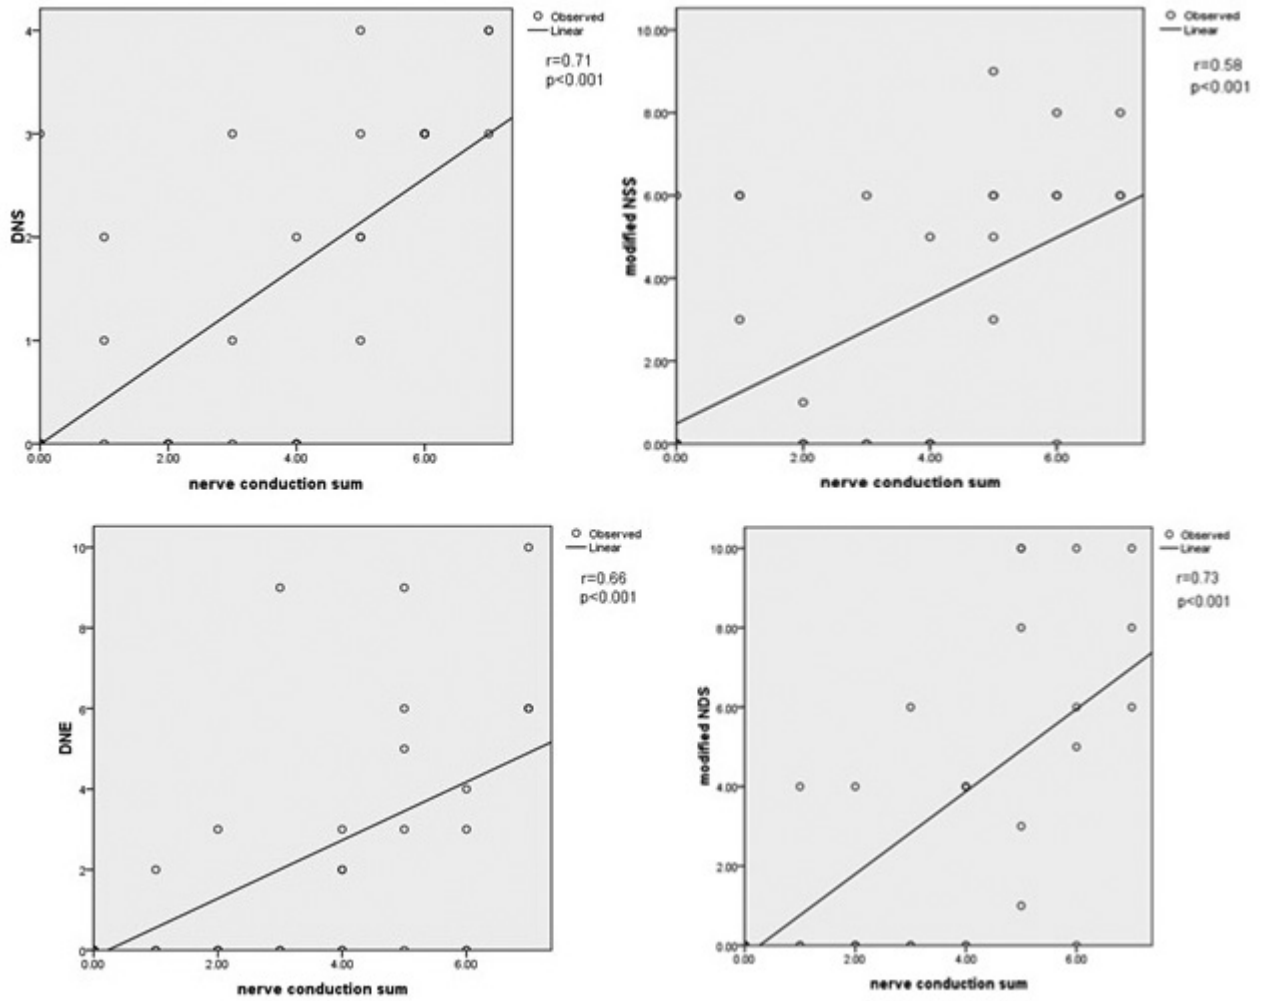 4
3
2
1
0
DNS
0.00 2.00 4.00 6.00
nerve conduction sum
Observed
Linear
r=0.71
p<0.001
10.00
8.00
6.00
4.00
2.00
0.00
modified NSS
0.00 2.00 4.00 6.00
nerve conduction sum
Observed
Linear
r=0.58
p<0.001
10
8
6
4
2
0
DNE
0.00 2.00 4.00 6.00
nerve conduction sum
Observed
Linear
r=0.66
p<0.001
10.00
8.00
6.00
4.00
2.00
0.00
modified NDS
0.00 2.00 4.00 6.00
nerve conduction sum
Observed
Linear
r=0.73
p<0.001